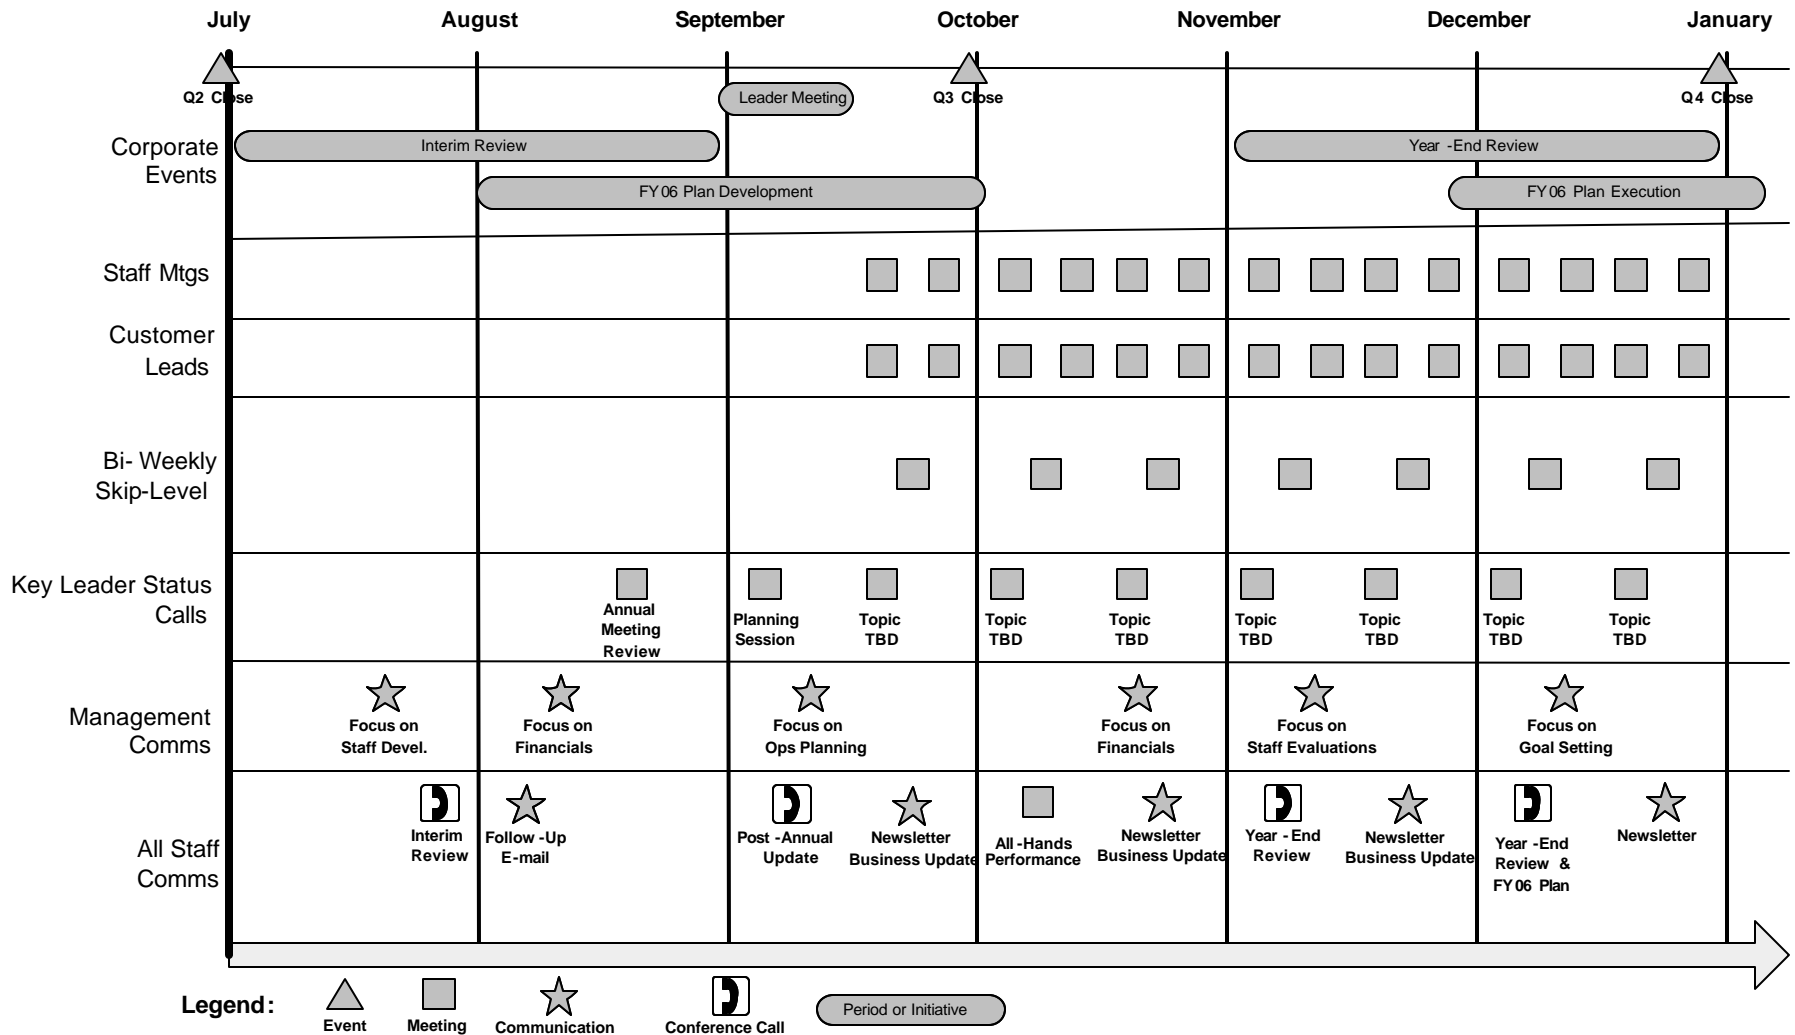 July August September October November December January
Q2 Close Leader Meeting Q3 Close Q4 Close
Corporate
Events
Interim Review Year -End Review
FY06 Plan Development FY06 Plan Execution
Staff Mtgs
Customer
Leads
Bi- Weekly
Skip-Level
Key Leader Status
Calls
Annual
Meeting
Review
Planning
Session
Topic
TBD
Topic
TBD
Topic
TBD
Topic
TBD
Topic
TBD
Topic
TBD
Topic
TBD
Management
Comms
Focus on
Staff Devel.
Focus on
Financials
Focus on
Ops Planning
Focus on
Financials
Focus on
Staff Evaluations
Focus on
Goal Setting
All Staff
Comms
Interim
Review
Follow -Up
E-mail
Post -Annual
Update
Newsletter
Business Update
All -Hands
Performance
Newsletter
Business Update
Year -End
Review
Newsletter
Business Update
Year -End
Review &
FY06 Plan
Newsletter
Legend:
Event
Meeting
Communication
Conference Call
Period or Initiative